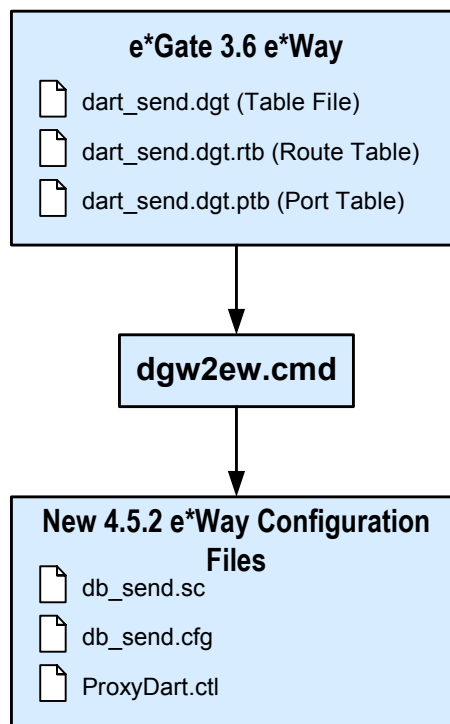 e*Gate 3.6 e*Way
dart_send.dgt (Table File)
dart_send.dgt.rtb (Route Table)
dart_send.dgt.ptb (Port Table)
dgw2ew.cmd
New 4.5.2 e*Way Configuration
Files
db_send.sc
db_send.cfg
ProxyDart.ctl